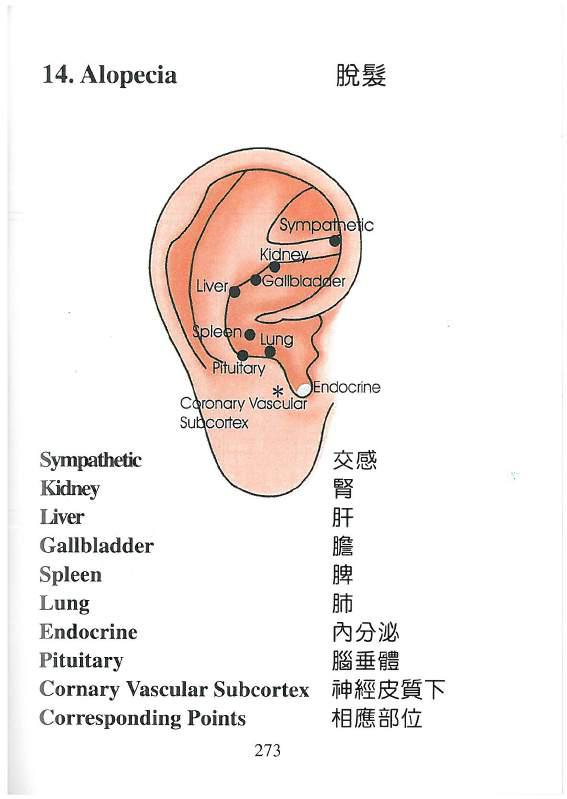 14. Alopecia 脫髮
Sympathetic
Kidney
Liver
Gallbladder
Spleen
Lung
Pituitary
Endocrine
*
Coronary Vascular
Subcortex
Sympathetic 交感
Kidney 腎
Liver 肝
Gallbladder 膽
Spleen 脾
Lung 肺
Endocrine 內分泌
Pituitary 腦垂體
Cornary Vascular Subcortex 神經皮質下
Corresponding Points 相應部位
273